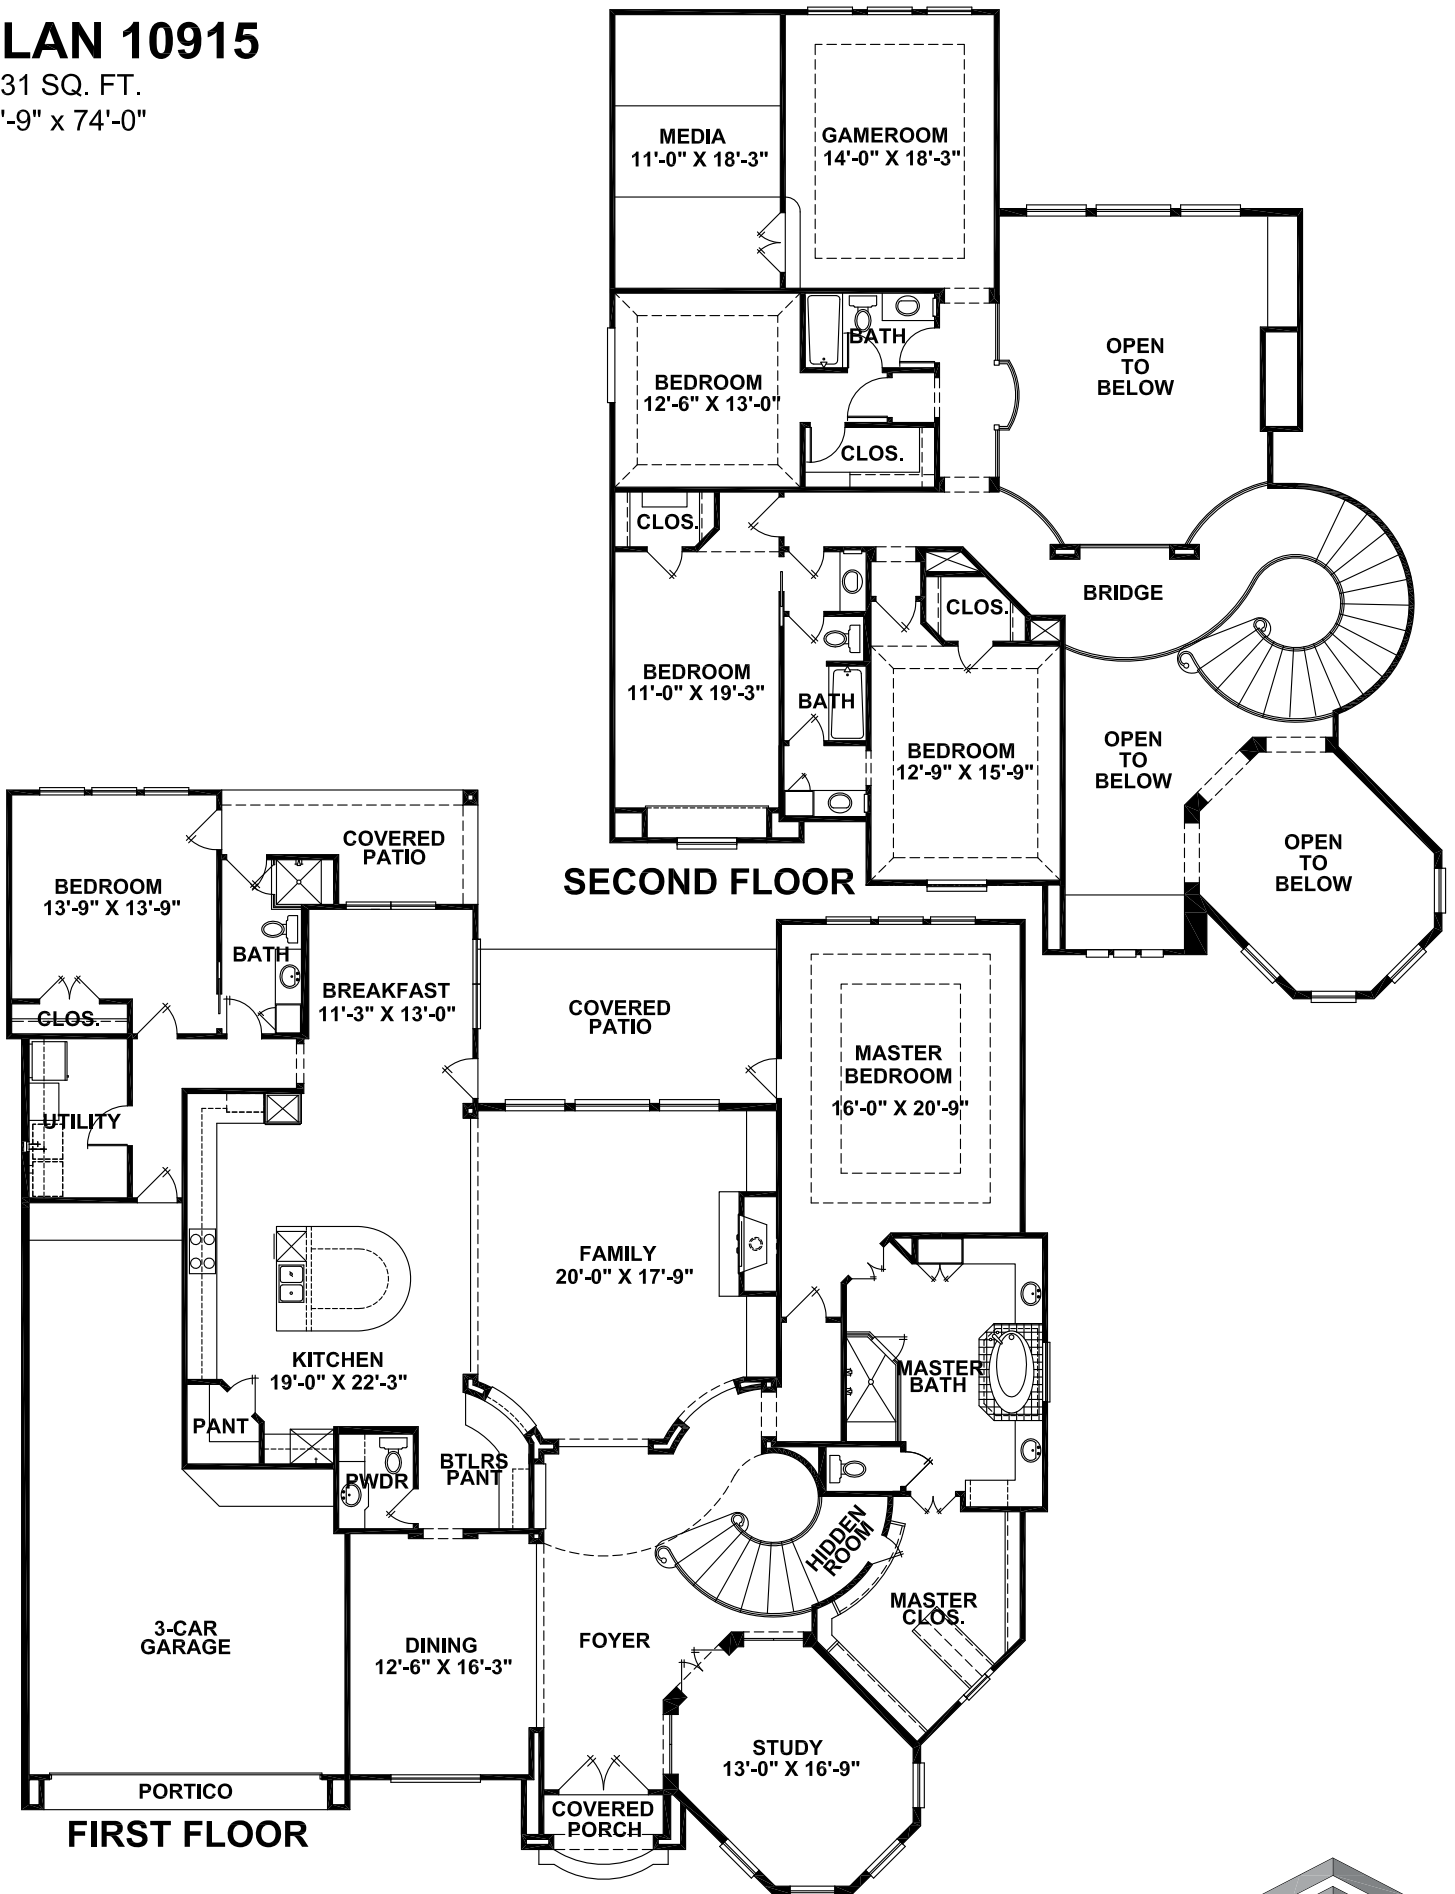 LAN 10915
31 SQ. FT.
'-9" x 74'-0"
MEDIA
11'-0" X 18'-3"
GAMEROOM
14'-0" X 18'-3"
BATH
OPEN
TO
BELOW
BEDROOM
12'-6" X 13'-0"
CLOS.
CLOS.
BRIDGE
CLOS.
BEDROOM
11'-0" X 19'-3"
BATH
BEDROOM
12'-9" X 15'-9"
OPEN
TO
BELOW
OPEN
TO
BELOW
SECOND FLOOR
COVERED
PATIO
BEDROOM
13'-9" X 13'-9"
BATH
BREAKFAST
11'-3" X 13'-0"
CLOS.
COVERED
PATIO
MASTER
BEDROOM
16'-0" X 20'-9"
UTILITY
FAMILY
20'-0" X 17'-9"
KITCHEN
19'-0" X 22'-3"
MASTER
BATH
PANT
PWDR
BTLRS
PANT
HIDDEN
ROOM
MASTER
CLOS.
3-CAR
GARAGE
DINING
12'-6" X 16'-3"
FOYER
STUDY
13'-0" X 16'-9"
PORTICO
COVERED
PORCH
FIRST FLOOR